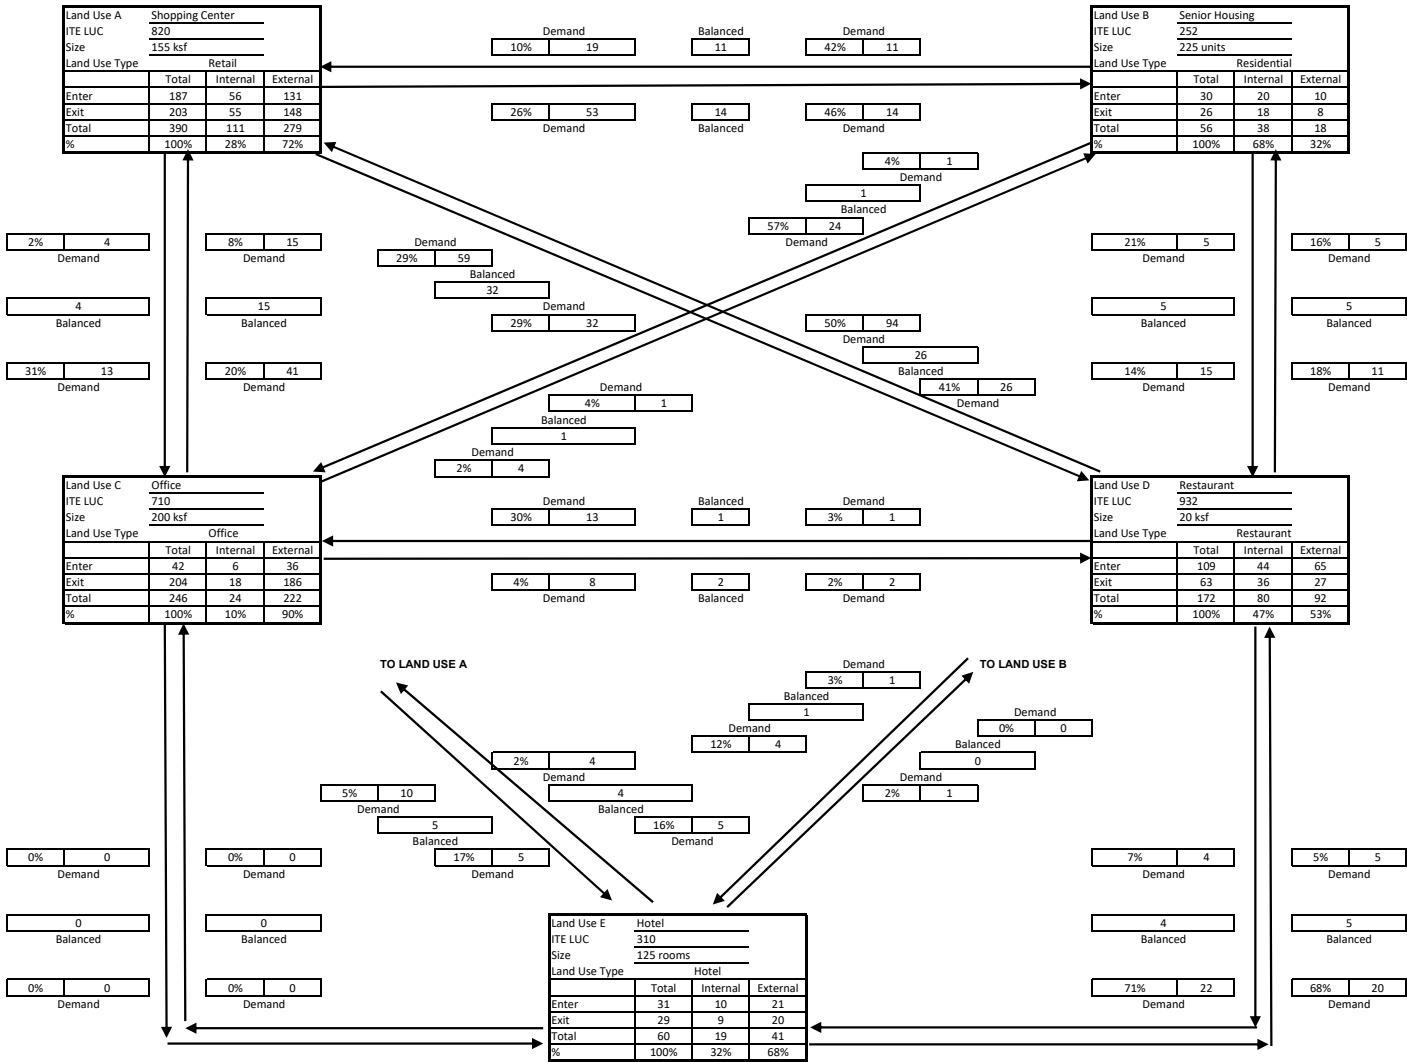 Land Use A Shopping Center
ITE LUC 820
Size 155 ksf
Land Use Type Retail
Total Internal External
Enter 187 56 131
Exit 203 55 148
Total 390 111 279
% 100% 28% 72%
Demand Balanced Demand
10% 19 11 42% 11
26% 53 14 46% 14
Demand Balanced Demand
Land Use B Senior Housing
ITE LUC 252
Size 225 units
Land Use Type Residential
Total Internal External
Enter 30 20 10
Exit 26 18 8
Total 56 38 18
% 100% 68% 32%
4% 1
Demand
1
Balanced
57% 24
Demand
2% 4
Demand
4
Balanced
31% 13
Demand
8% 15
Demand
15
Balanced
20% 41
Demand
Demand
29% 59
Balanced
32
Demand
29% 32
50% 94
Demand
26
Balanced
41% 26
Demand
21% 5
Demand
5
Balanced
14% 15
Demand
16% 5
Demand
5
Balanced
18% 11
Demand
Demand
4% 1
Balanced
1
Demand
2% 4
Land Use C Office
ITE LUC 710
Size 200 ksf
Land Use Type Office
Total Internal External
Enter 42 6 36
Exit 204 18 186
Total 246 24 222
% 100% 10% 90%
Demand Balanced Demand
30% 13 1 3% 1
4% 8 2 2% 2
Demand Balanced Demand
Land Use D Restaurant
ITE LUC 932
Size 20 ksf
Land Use Type Restaurant
Total Internal External
Enter 109 44 65
Exit 63 36 27
Total 172 80 92
% 100% 47% 53%
TO LAND USE A
TO LAND USE B
Demand
3% 1
Balanced
1
Demand
12% 4
Demand
0% 0
Balanced
0
Demand
2% 1
2% 4
Demand
4
Balanced
16% 5
Demand
5% 10
Demand
5
Balanced
17% 5
Demand
0% 0
Demand
0
Balanced
0% 0
Demand
0% 0
Demand
0
Balanced
0% 0
Demand
7% 4
Demand
4
Balanced
71% 22
Demand
5% 5
Demand
5
Balanced
68% 20
Demand
Land Use E Hotel
ITE LUC 310
Size 125 rooms
Land Use Type Hotel
Total Internal External
Enter 31 10 21
Exit 29 9 20
Total 60 19 41
% 100% 32% 68%